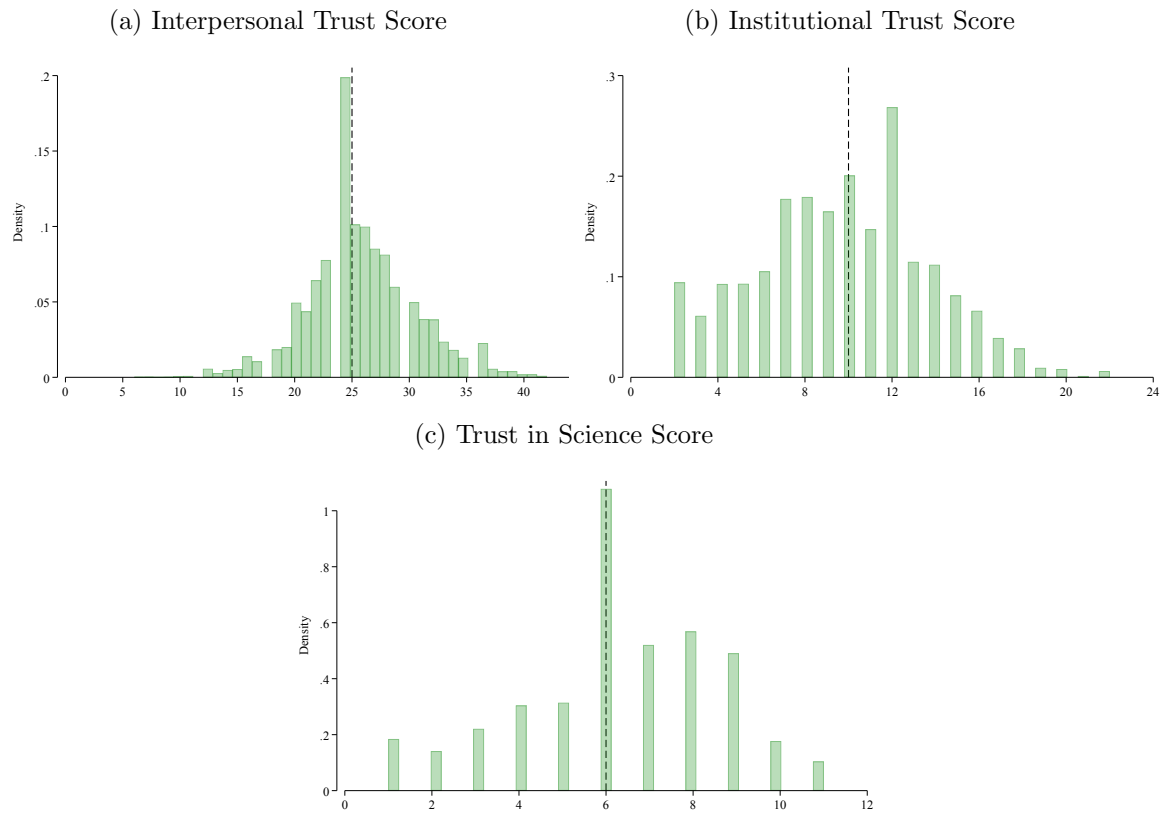 (a) Interpersonal Trust Score
.2
.15
.1
.05
0
Density
0 5 10 15 20 25 30 35 40
(b) Institutional Trust Score
.3
.2
.1
0
Density
0 4 8 12 16 20 24
(c) Trust in Science Score
1
.8
.6
.4
.2
0
Density
0 2 4 6 8 10 12